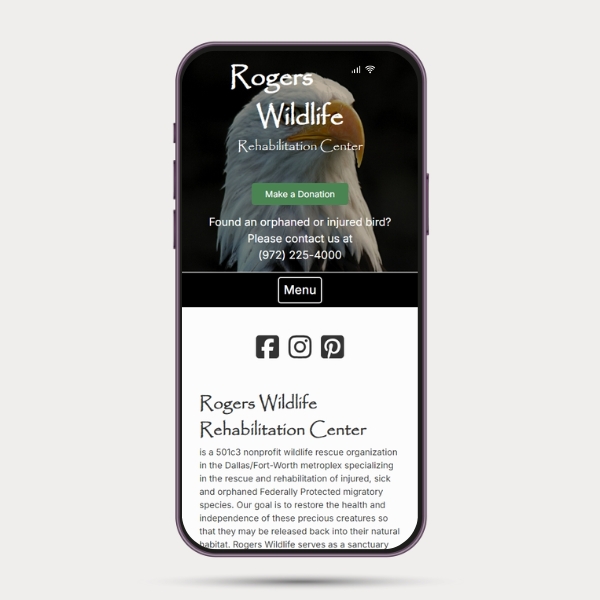 Rogers
Wildlife
Rehabilitation Center
Make a Donation
Found an orphaned or injured bird?
Please contact us at
(972) 225-4000
Menu
Rogers Wildlife
Rehabilitation Center
is a 501c3 nonprofit wildlife rescue organization
in the Dallas/Fort-Worth metroplex specializing
in the rescue and rehabilitation of injured, sick
and orphaned Federally Protected migratory
species. Our goal is to restore the health and
independence of these precious creatures so
that they may be released back into their natural
habitat. Rogers Wildlife serves as a sanctuary